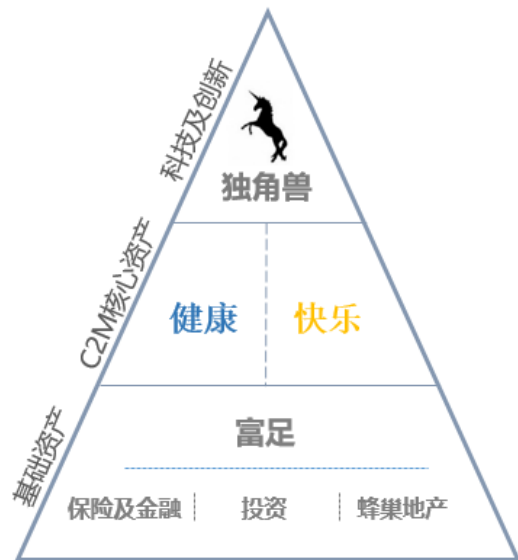 科技及创新
独角兽
C2M核心资产
健康
快乐
基础资产
富足
保险及金融
投资
蜂巢地产